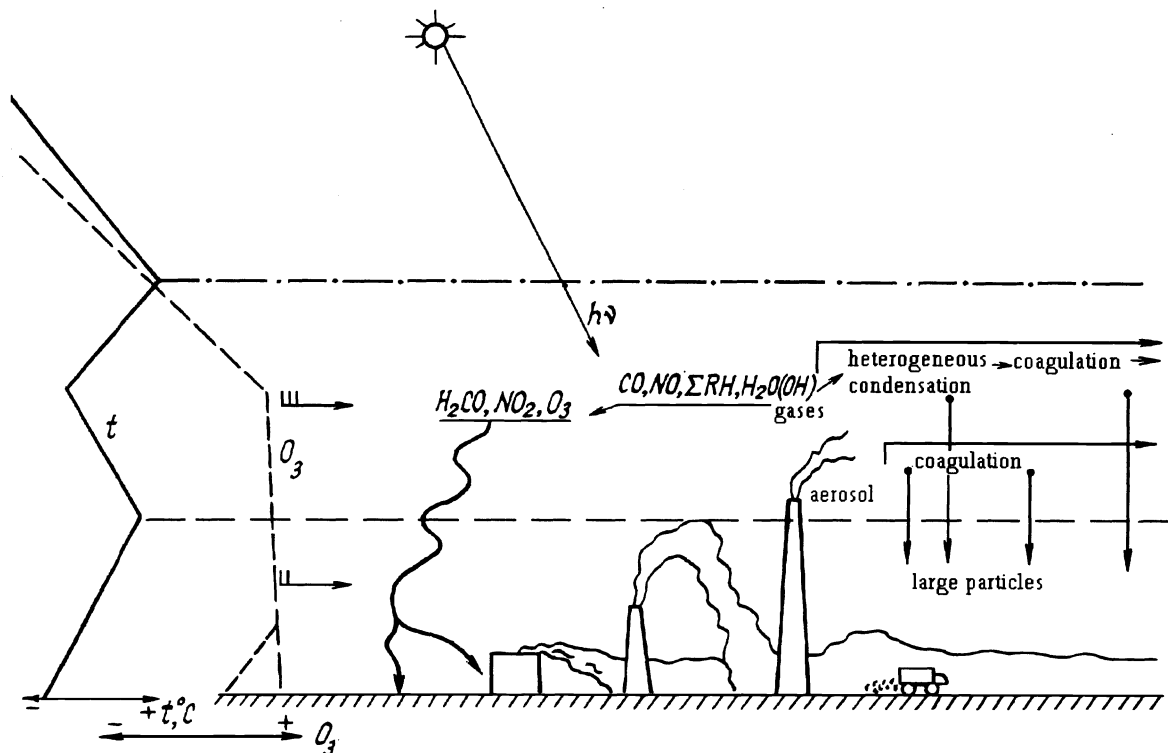 hν
heterogeneous → coagulation →
condensation
CO, NO, ΣRH, H₂O(OH)
gases
H₂CO, NO₂, O₃
t
O₃
coagulation
aerosol
large particles
- + t,°C
- +
O₃